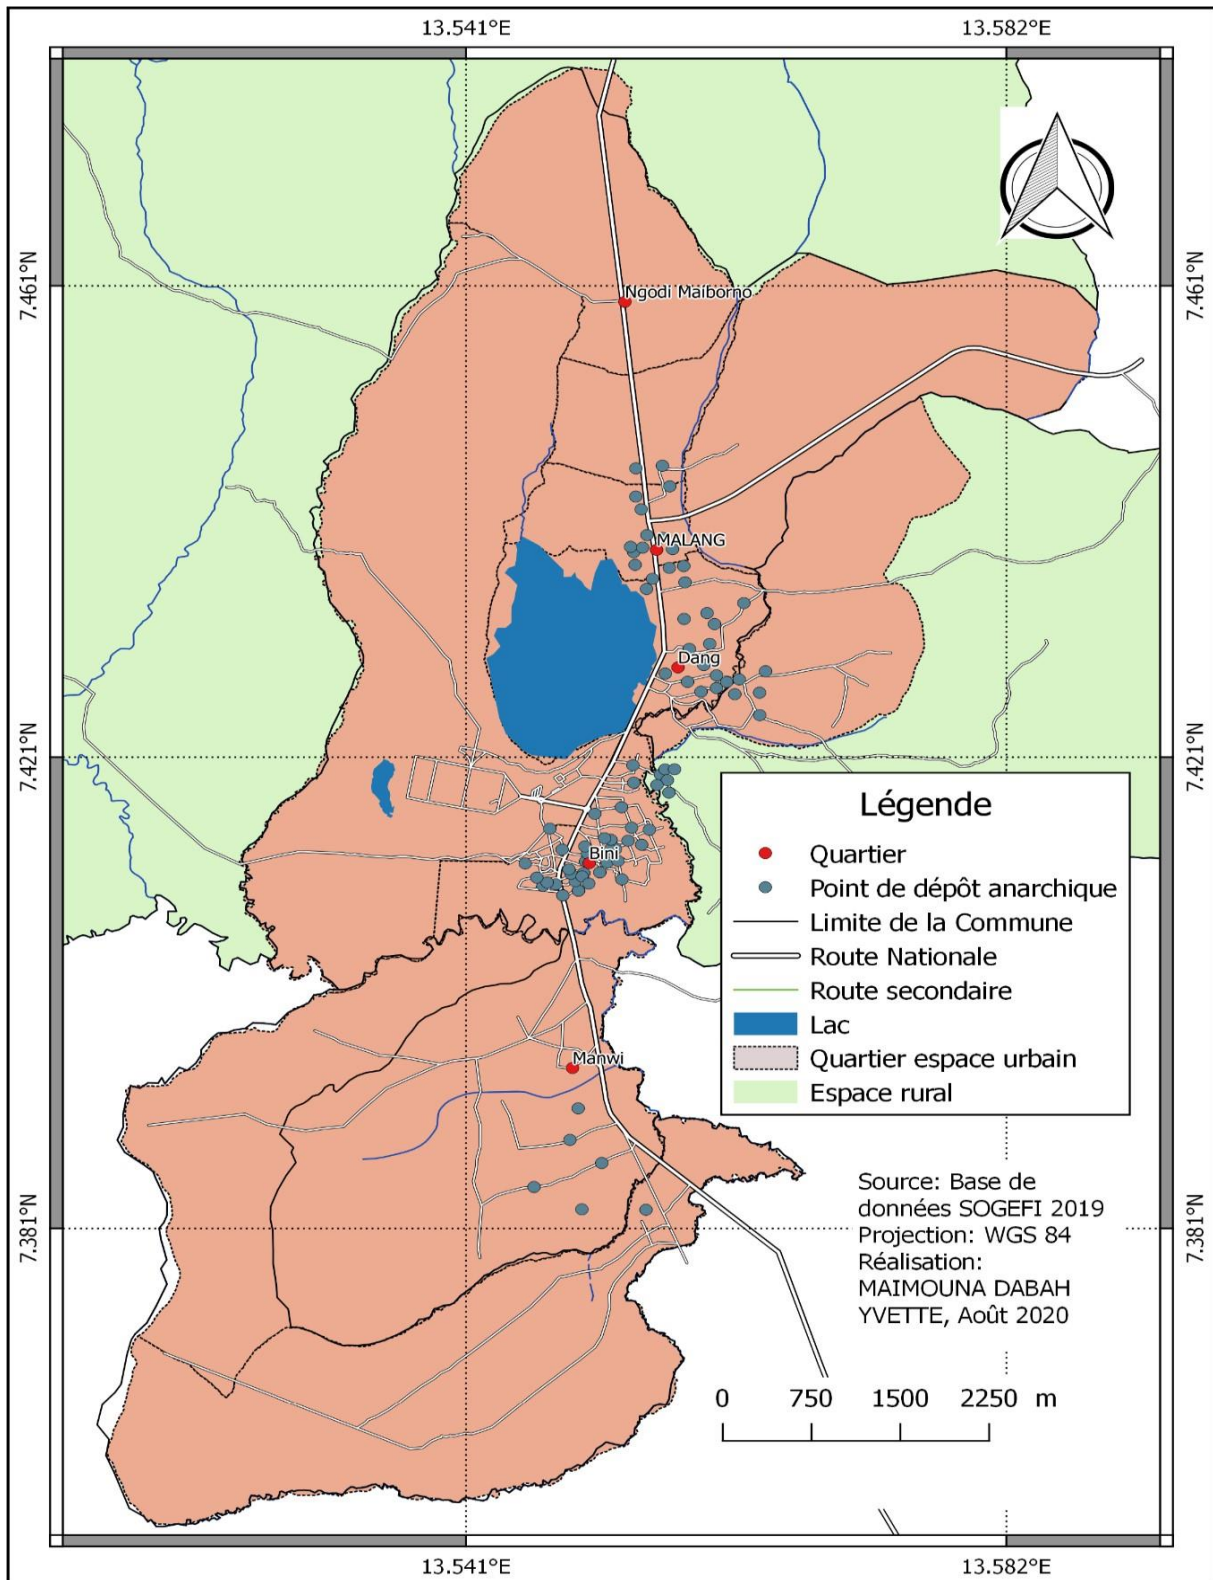 13.541°E 13.582°E
7.461°N 7.461°N
Ngodi Maiborno
MALANG
Dang
7.421°N 7.421°N
Bini
Légende
Quartier
Point de dépôt anarchique
Limite de la Commune
Route Nationale
Route secondaire
Lac
Quartier espace urbain
Espace rural
Manwi
Source: Base de
données SOGEFI 2019
Projection: WGS 84
Réalisation:
MAIMOUNA DABAH
YVETTE, Août 2020
7.381°N 7.381°N
0 750 1500 2250 m
13.541°E 13.582°E